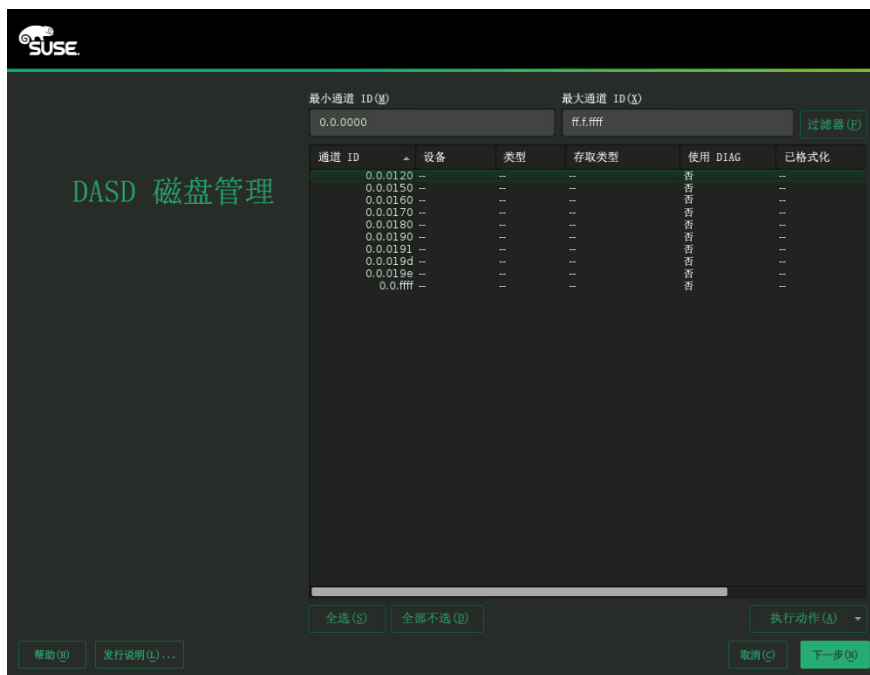 SUSE.
最小通道 ID(M) 最大通道 ID(X)
0.0.0000 ff.f.ffff 过滤器(F)
DASD 磁盘管理
通道 ID 设备 类型 存取类型 使用 DIAG 已格式化
0.0.0120 -- -- -- 否 --
0.0.0150 -- -- -- 否 --
0.0.0160 -- -- -- 否 --
0.0.0170 -- -- -- 否 --
0.0.0180 -- -- -- 否 --
0.0.0190 -- -- -- 否 --
0.0.0191 -- -- -- 否 --
0.0.019d -- -- -- 否 --
0.0.019e -- -- -- 否 --
0.0.ffff -- -- -- 否 --
全选(S) 全部不选(D) 执行动作(A)
帮助(H) 发行说明(L)... 取消(C) 下一步(N)